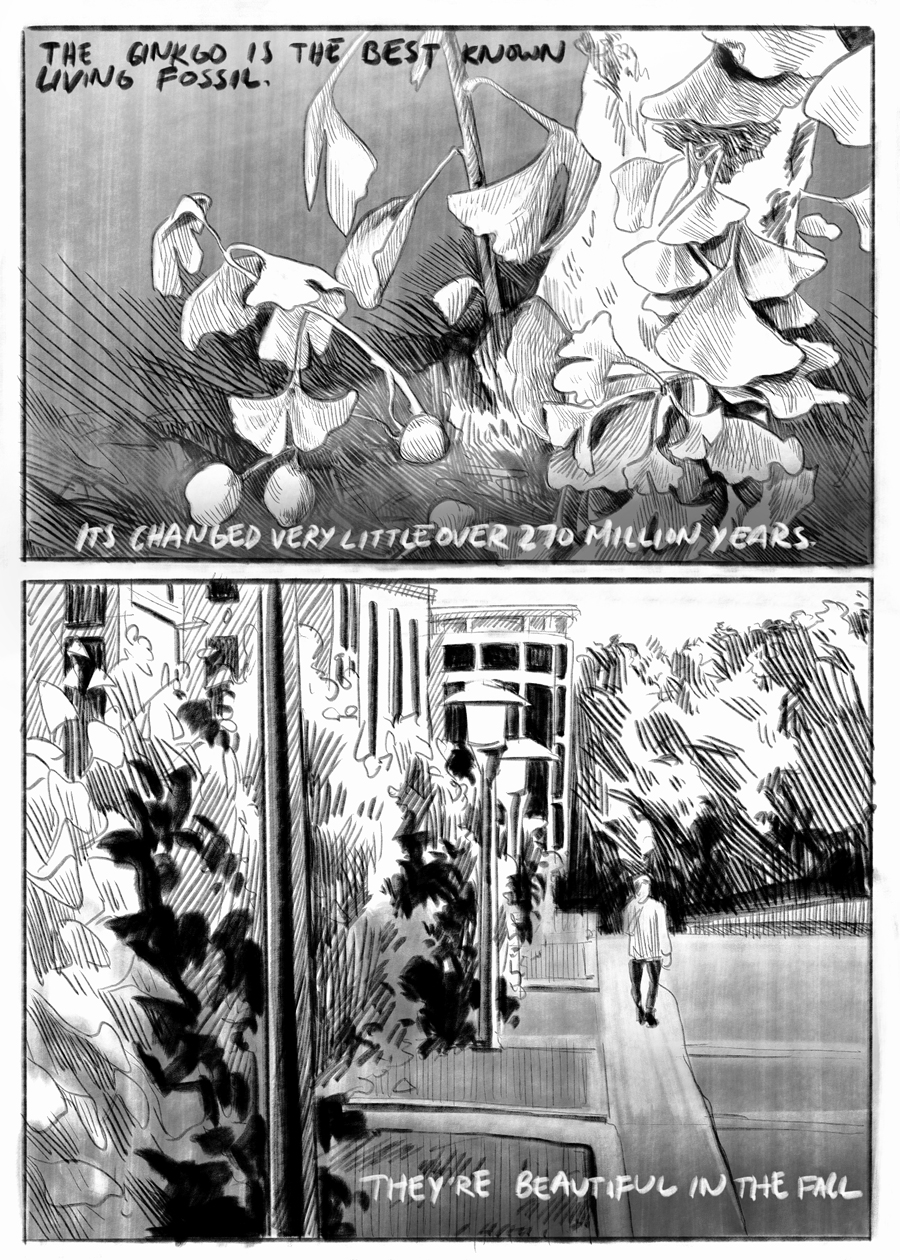 THE GINKGO IS THE BEST KNOWN
LIVING FOSSIL.
ITS CHANGED VERY LITTLE OVER 270 MILLION YEARS.
THEY'RE BEAUTIFUL IN THE FALL